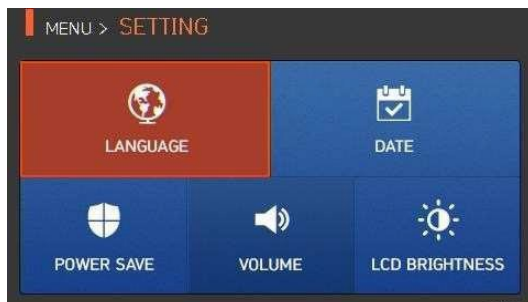 MENU > SETTING
LANGUAGE
DATE
POWER SAVE
VOLUME
LCD BRIGHTNESS